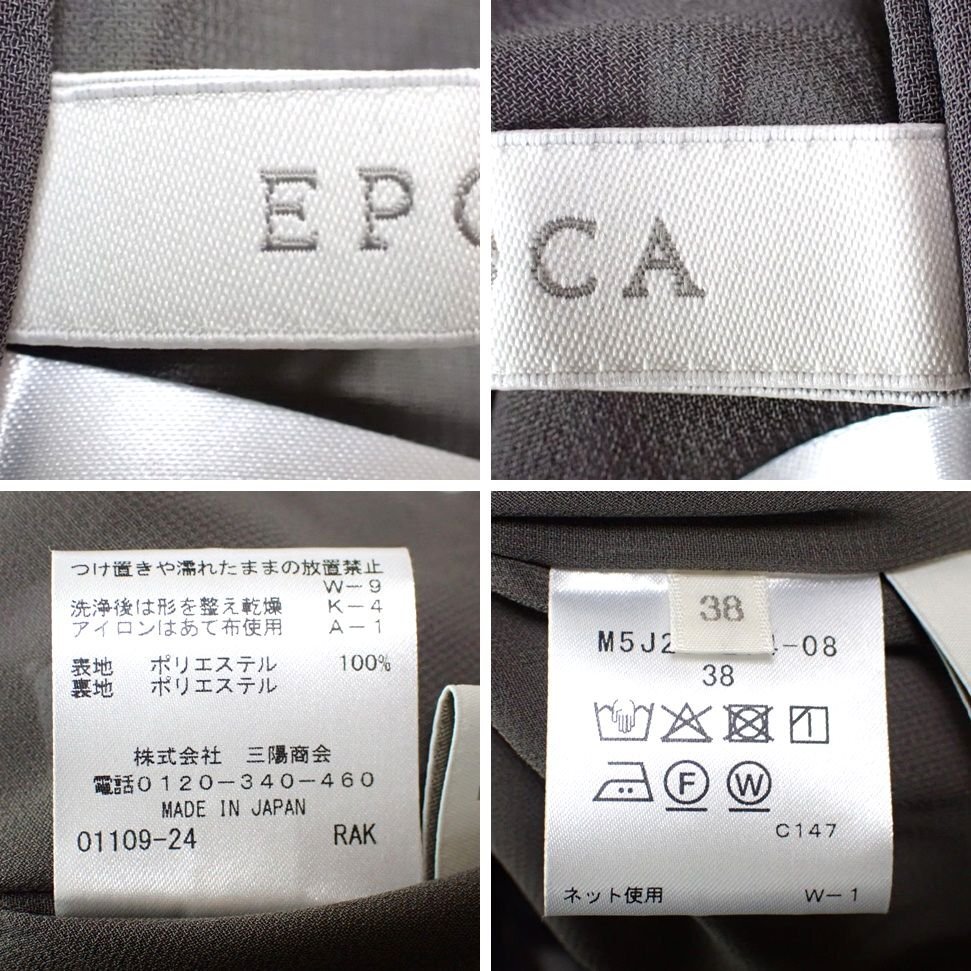 EPO
OCA
つけ置きや濡れたままの放置禁止
W-9
洗浄後は形を整え乾燥 K-4
アイロンはあて布使用 A-1
表地 ポリエステル 100%
裏地 ポリエステル
株式会社 三陽商会
電話0120-340-460
MADE IN JAPAN
01109-24 RAK
38
M5J2 -08
38
F W
C147
ネット使用 W-1